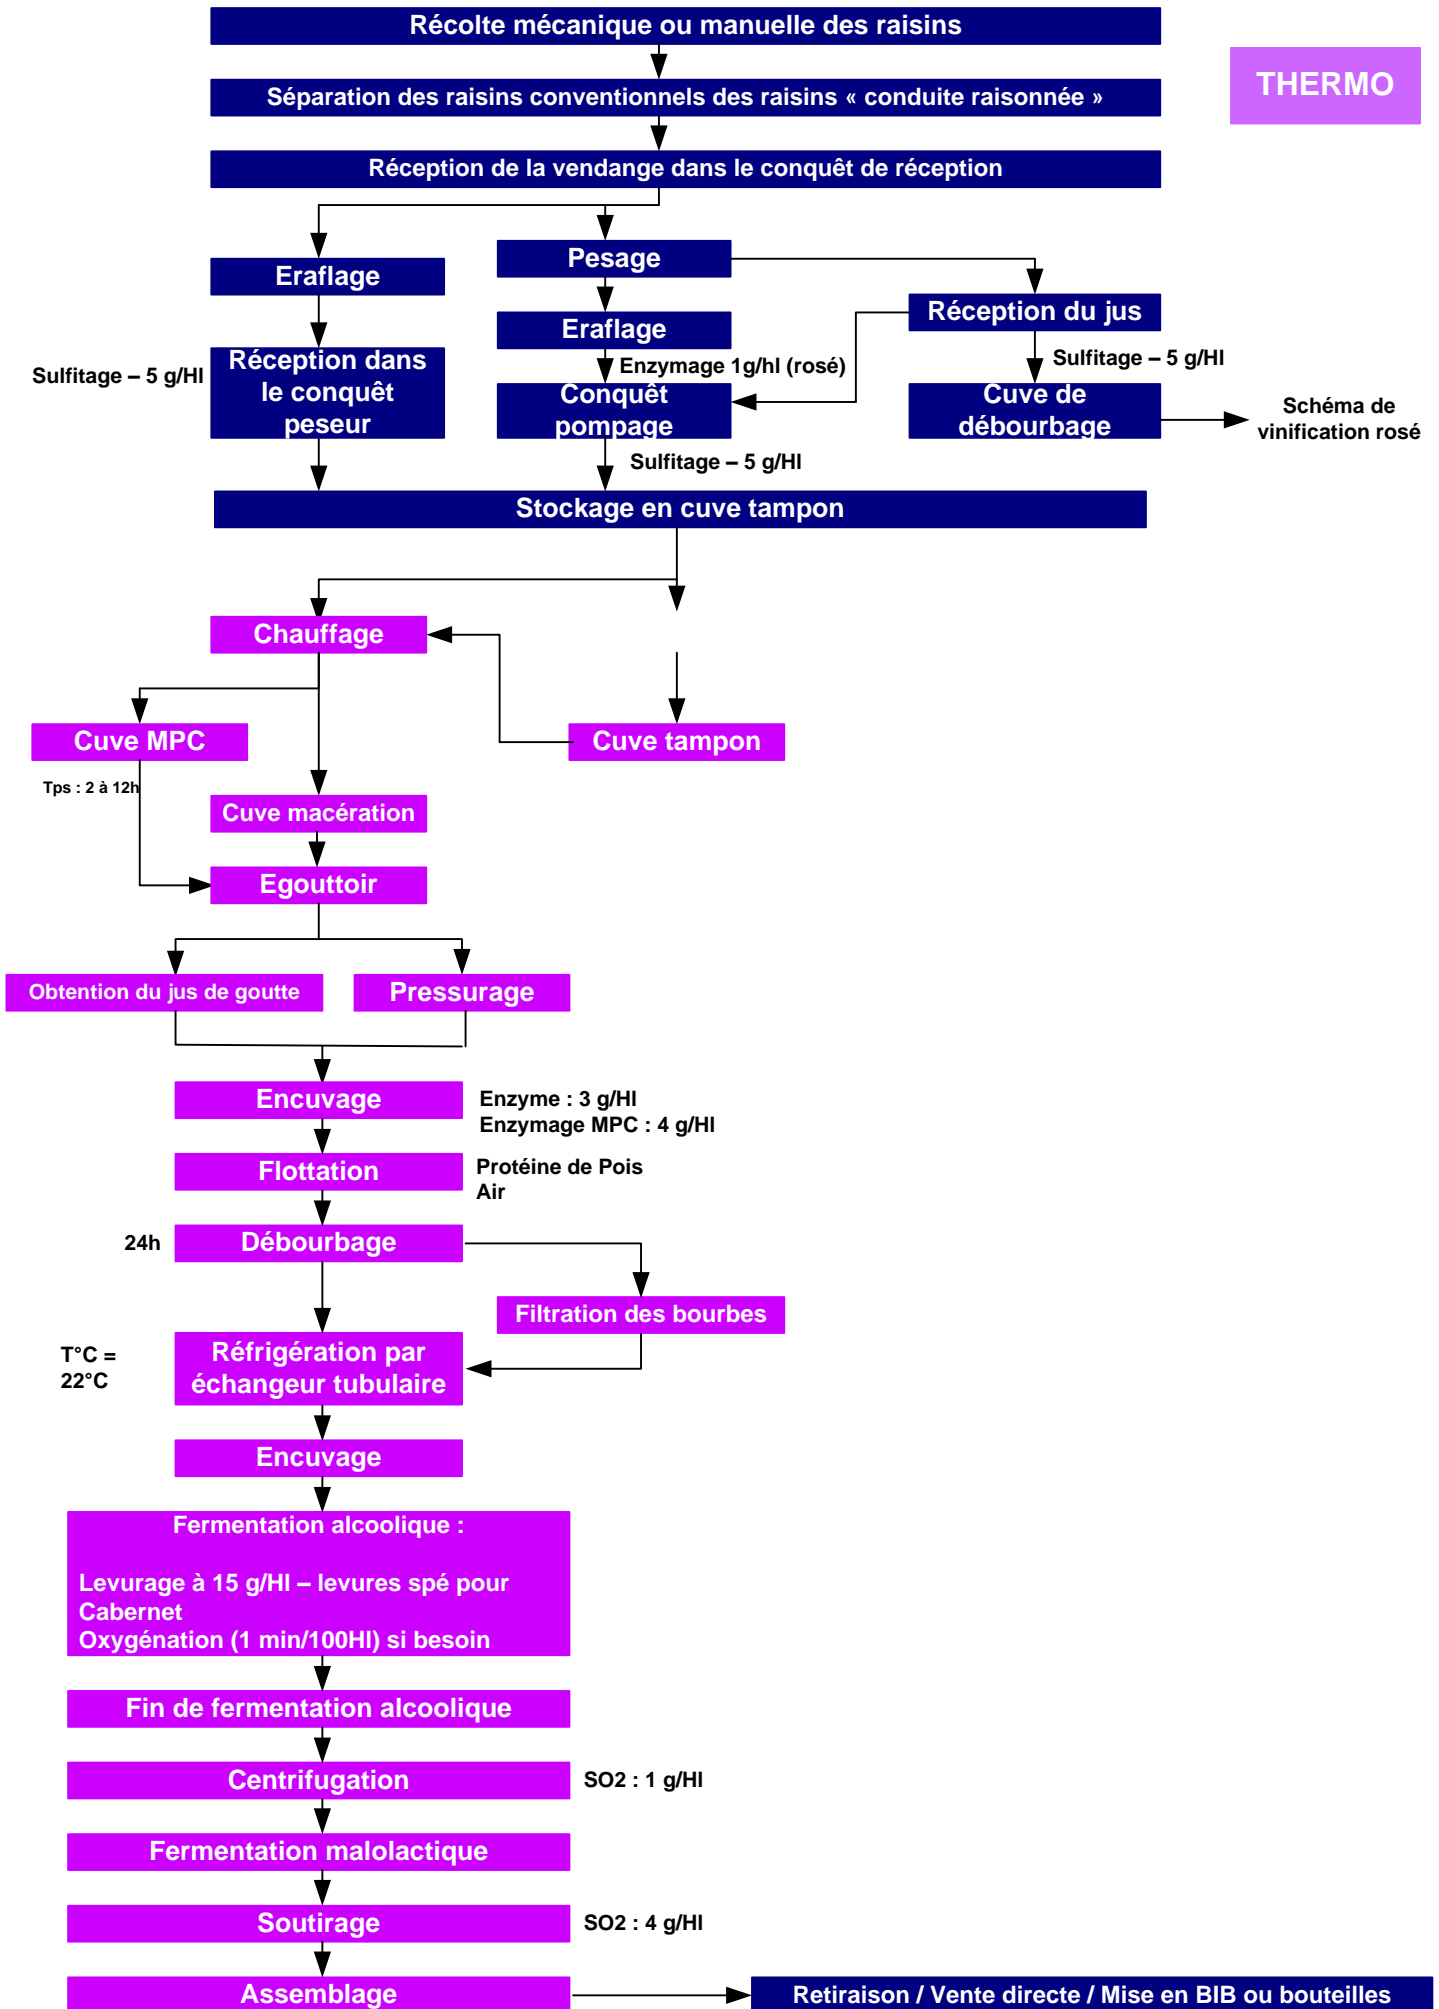 Récolte mécanique ou manuelle des raisins
THERMO
Séparation des raisins conventionnels des raisins « conduite raisonnée »
Réception de la vendange dans le conquêt de réception
Eraflage
Pesage
Réception du jus
Eraflage
Sulfitage – 5 g/Hl
Réception dans
le conquêt
peseur
Enzymage 1g/hl (rosé)
Sulfitage – 5 g/Hl
Conquêt
pompage
Cuve de
débourbage
Schéma de
vinification rosé
Sulfitage – 5 g/Hl
Stockage en cuve tampon
Chauffage
Cuve MPC
Cuve tampon
Tps : 2 à 12h
Cuve macération
Egouttoir
Obtention du jus de goutte
Pressurage
Encuvage
Enzyme : 3 g/Hl
Enzymage MPC : 4 g/Hl
Flottation
Protéine de Pois
Air
24h
Débourbage
Filtration des bourbes
T°C =
22°C
Réfrigération par
échangeur tubulaire
Encuvage
Fermentation alcoolique :
Levurage à 15 g/Hl – levures spé pour
Cabernet
Oxygénation (1 min/100Hl) si besoin
Fin de fermentation alcoolique
Centrifugation
SO2 : 1 g/Hl
Fermentation malolactique
Soutirage
SO2 : 4 g/Hl
Assemblage
Retiraison / Vente directe / Mise en BIB ou bouteilles